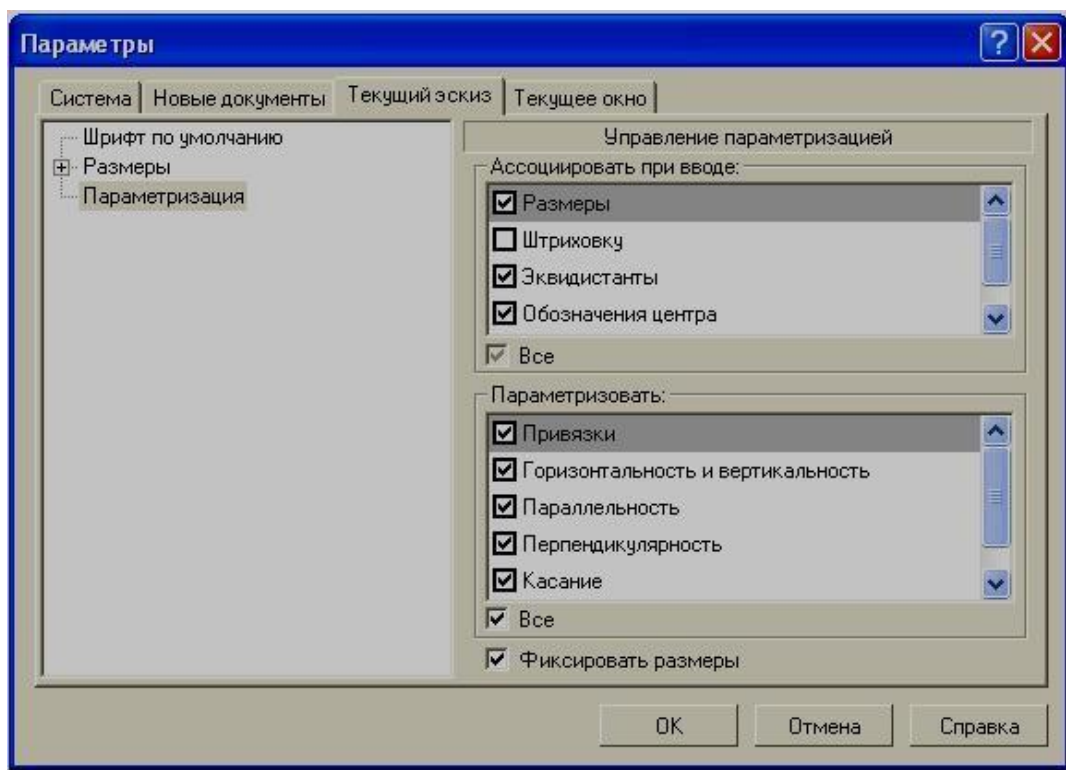 Параметры
Система Новые документы Текущий эскиз Текущее окно
Шрифт по умолчанию
Размеры
Параметризация
Управление параметризацией
Ассоциировать при вводе:
Размеры
Штриховку
Эквидистанты
Обозначения центра
Все
Параметризовать:
Привязки
Горизонтальность и вертикальность
Параллельность
Перпендикулярность
Касание
Все
Фиксировать размеры
OK Отмена Справка